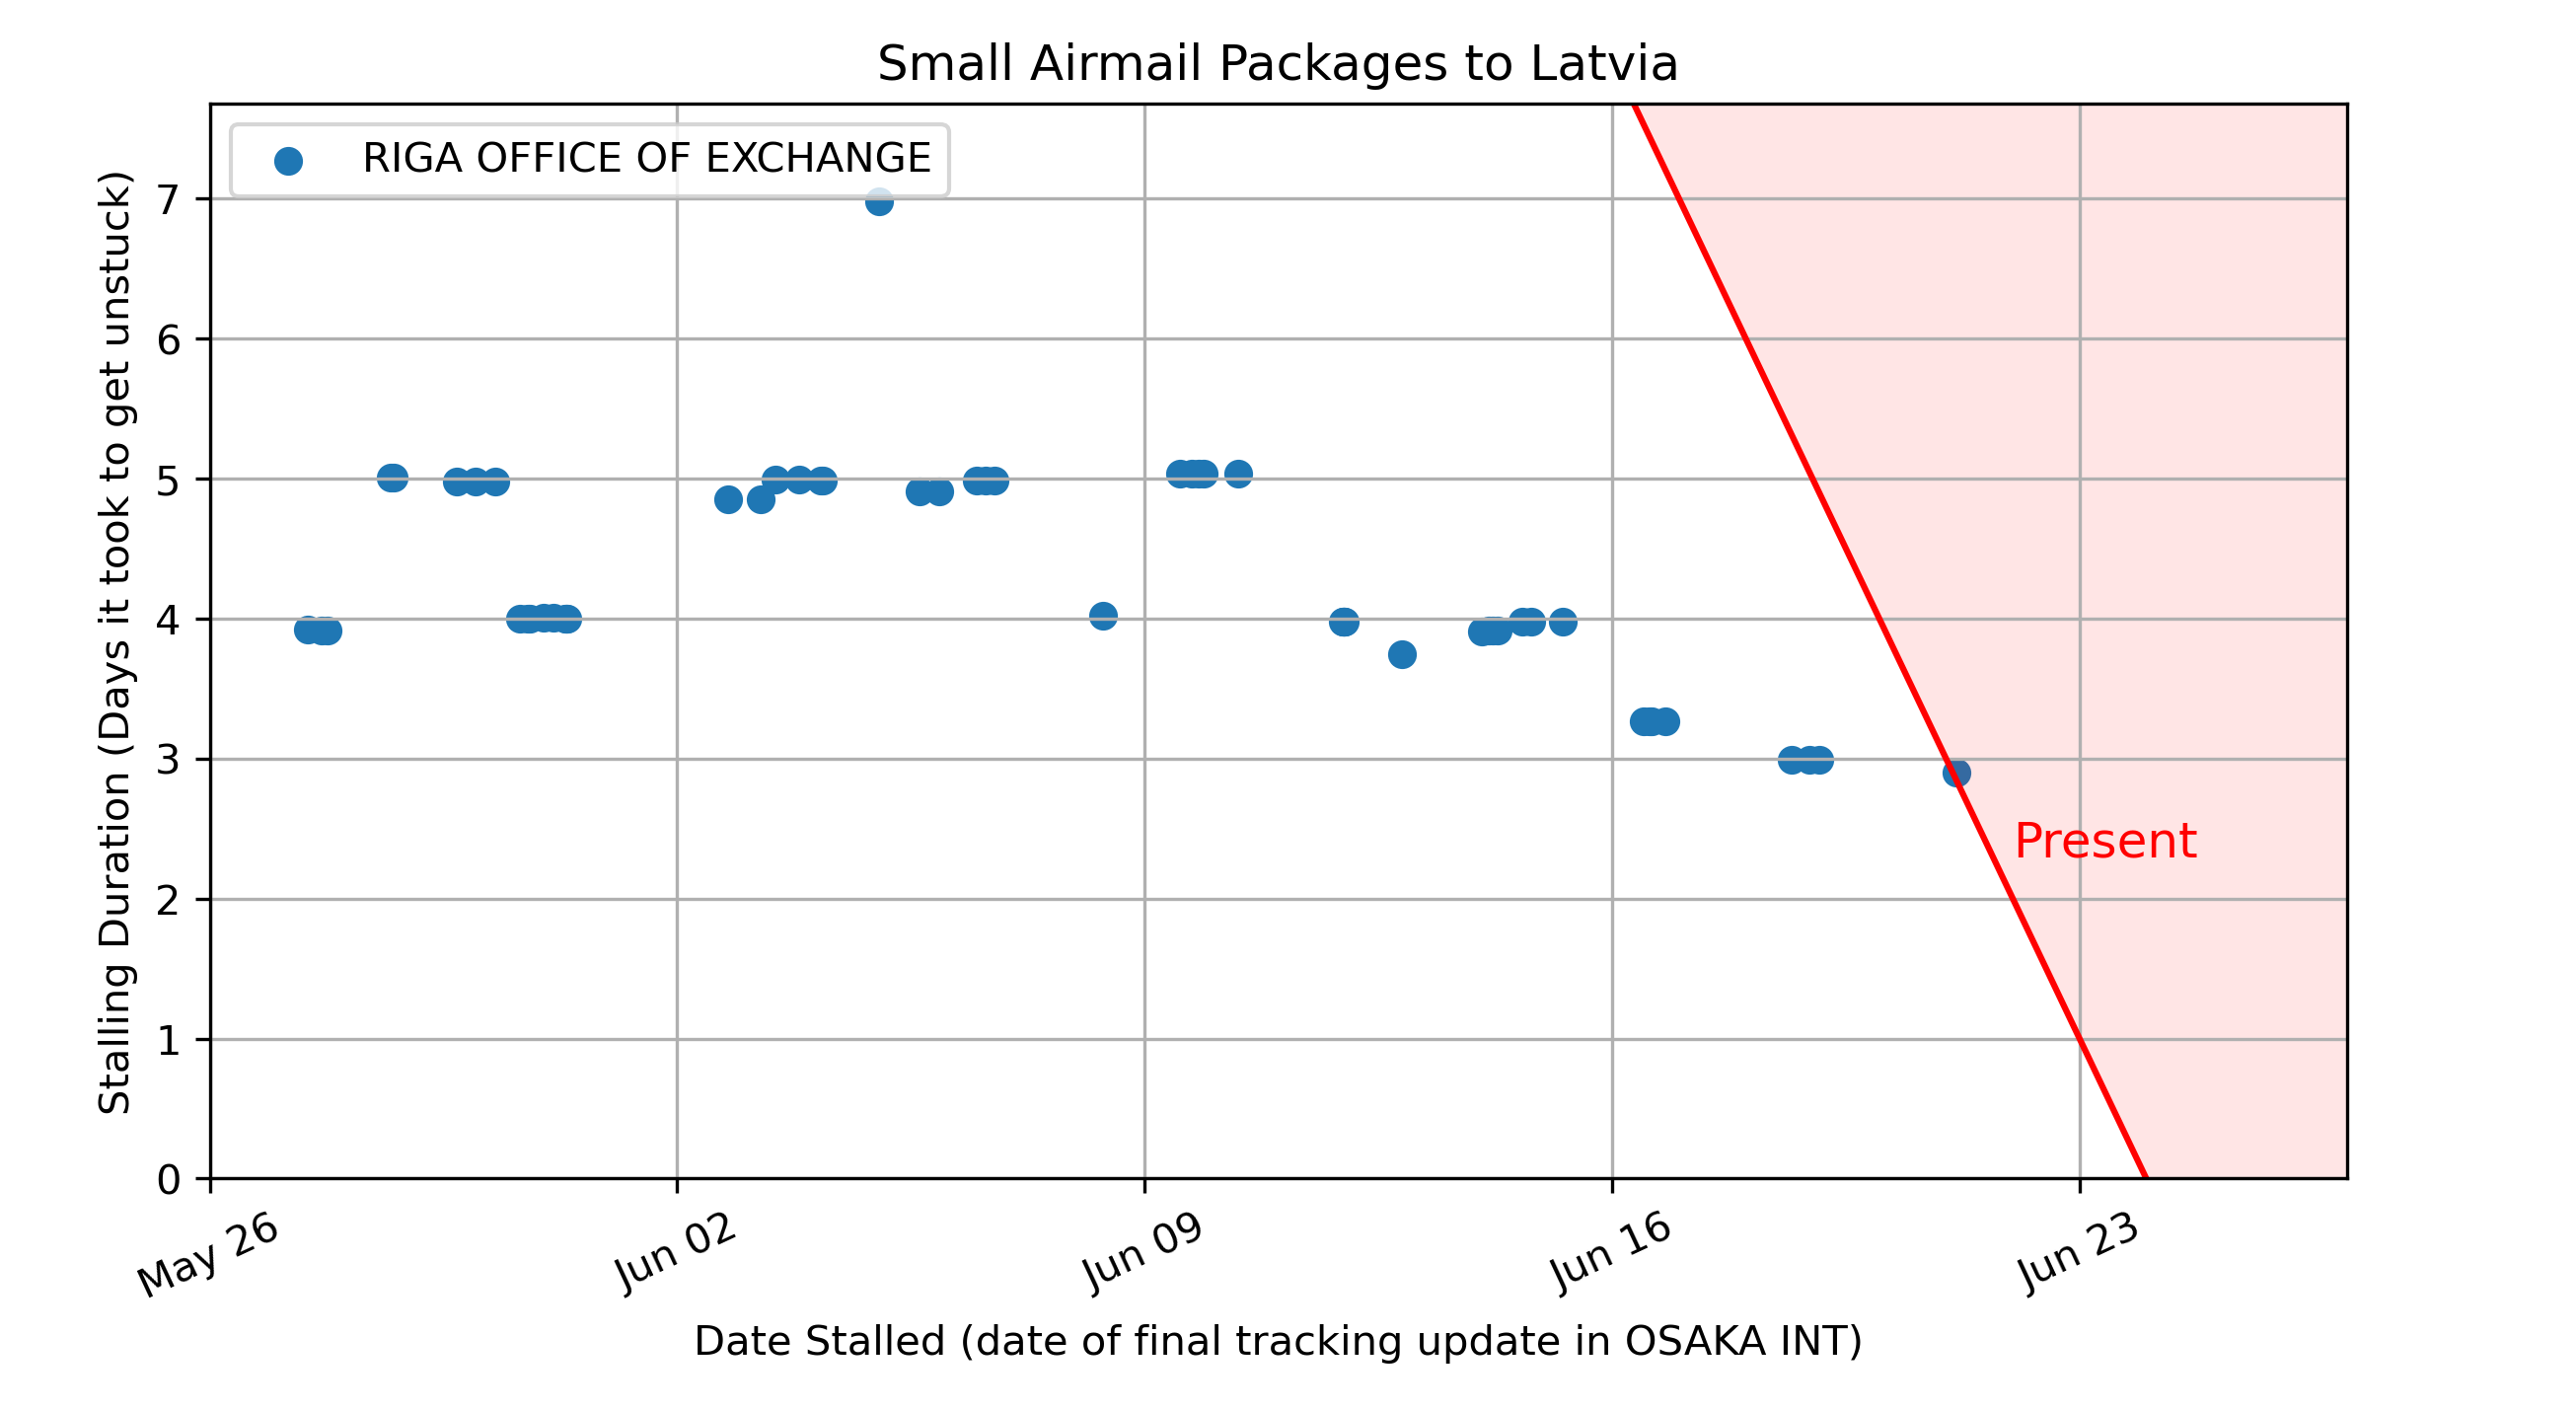 Small Airmail Packages to Latvia
RIGA OFFICE OF EXCHANGE
Stalling Duration (Days it took to get unstuck)
7
6
5
4
3
2
1
0
Present
May 26
Jun 02
Jun 09
Jun 16
Jun 23
Date Stalled (date of final tracking update in OSAKA INT)